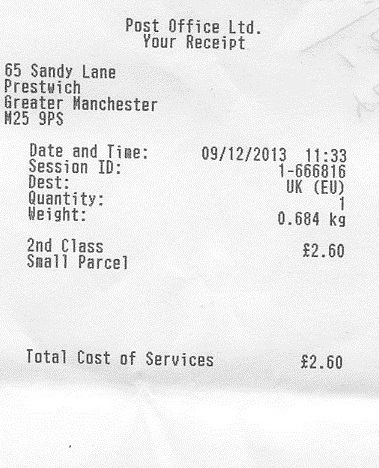 Post Office Ltd.
Your Receipt
65 Sandy Lane
Prestwich
Greater Manchester
M25 9PS
Date and Time: 09/12/2013 11:33
Session ID: 1-666816
Dest: UK (EU)
Quantity: 1
Weight: 0.684 kg
2nd Class £2.60
Small Parcel
Total Cost of Services £2.60